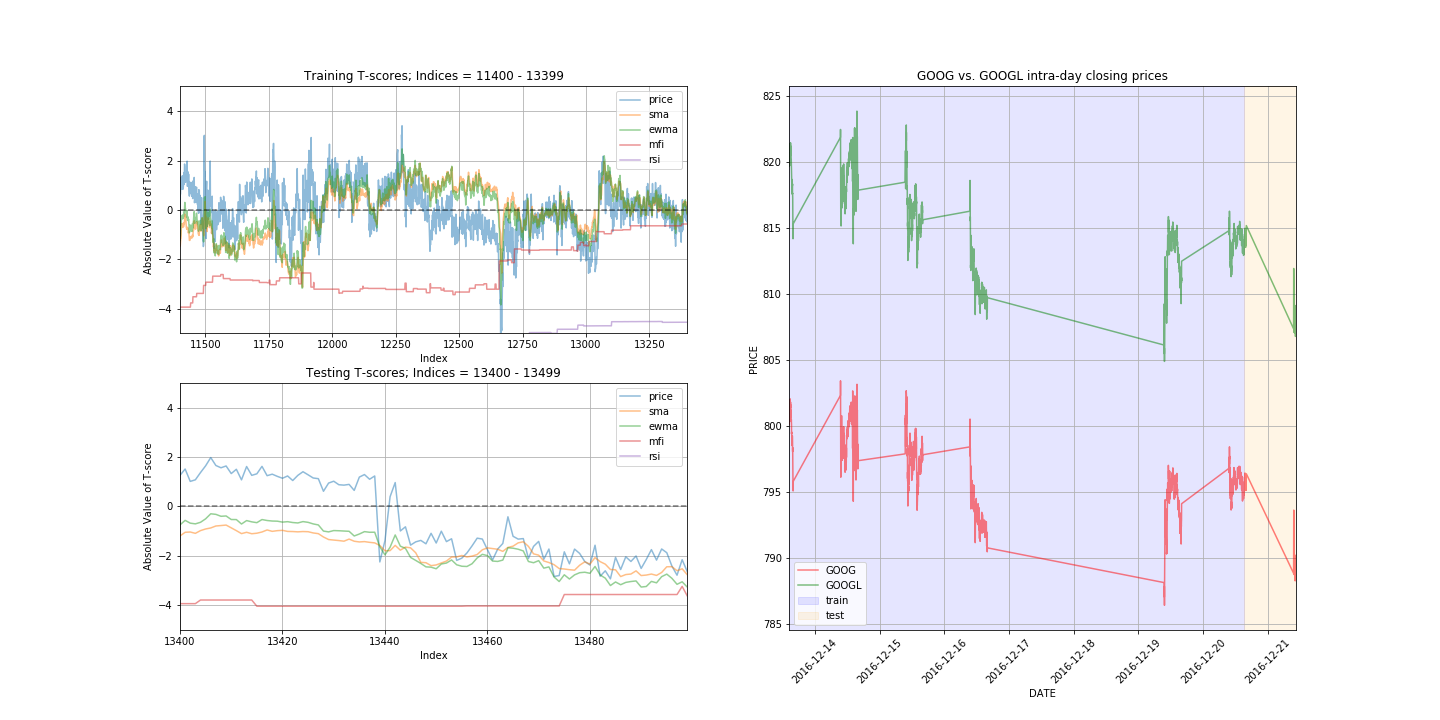 Training T-scores; Indices = 11400 - 13399
Absolute Value of T-score
4
2
0
−2
−4
price
sma
ewma
mfi
rsi
11500 11750 12000 12250 12500 12750 13000 13250
Index
Testing T-scores; Indices = 13400 - 13499
Absolute Value of T-score
4
2
0
−2
−4
price
sma
ewma
mfi
rsi
13400 13420 13440 13460 13480
Index
GOOG vs. GOOGL intra-day closing prices
PRICE
825
820
815
810
805
800
795
790
785
GOOG
GOOGL
train
test
2016-12-14 2016-12-15 2016-12-16 2016-12-17 2016-12-18 2016-12-19 2016-12-20 2016-12-21
DATE